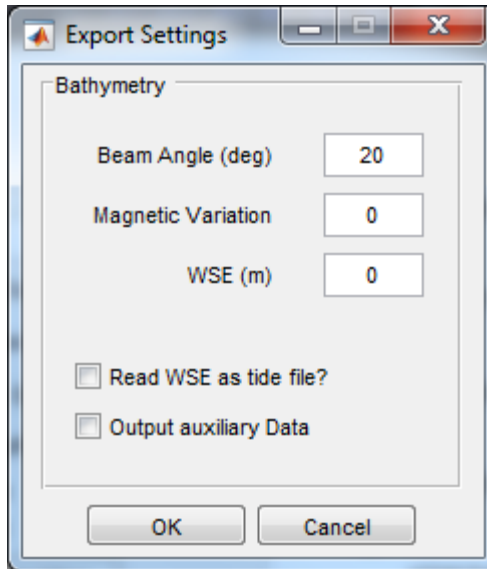 Export Settings
Bathymetry
Beam Angle (deg) 20
Magnetic Variation 0
WSE (m) 0
Read WSE as tide file?
Output auxiliary Data
OK Cancel